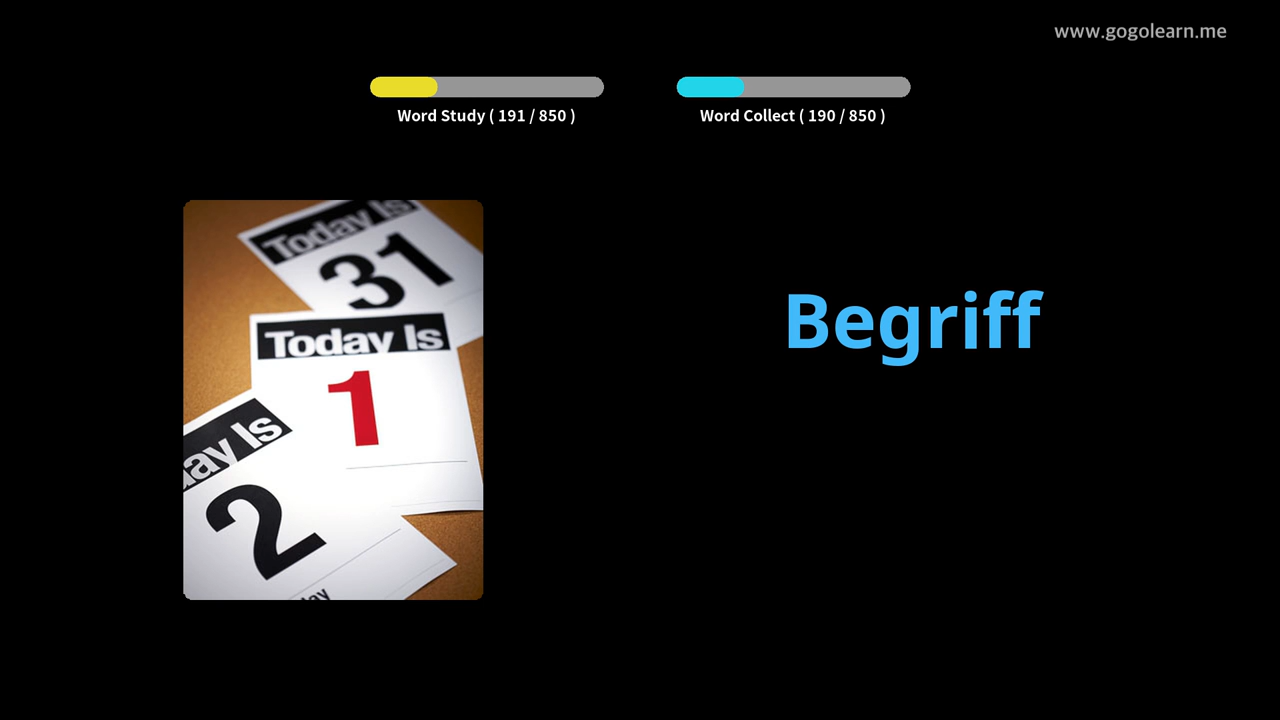 www.gogolearn.me
Word Study ( 191 / 850 )
Word Collect ( 190 / 850 )
Today Is
31
Today Is
1
ay Is
2
day
Begriff